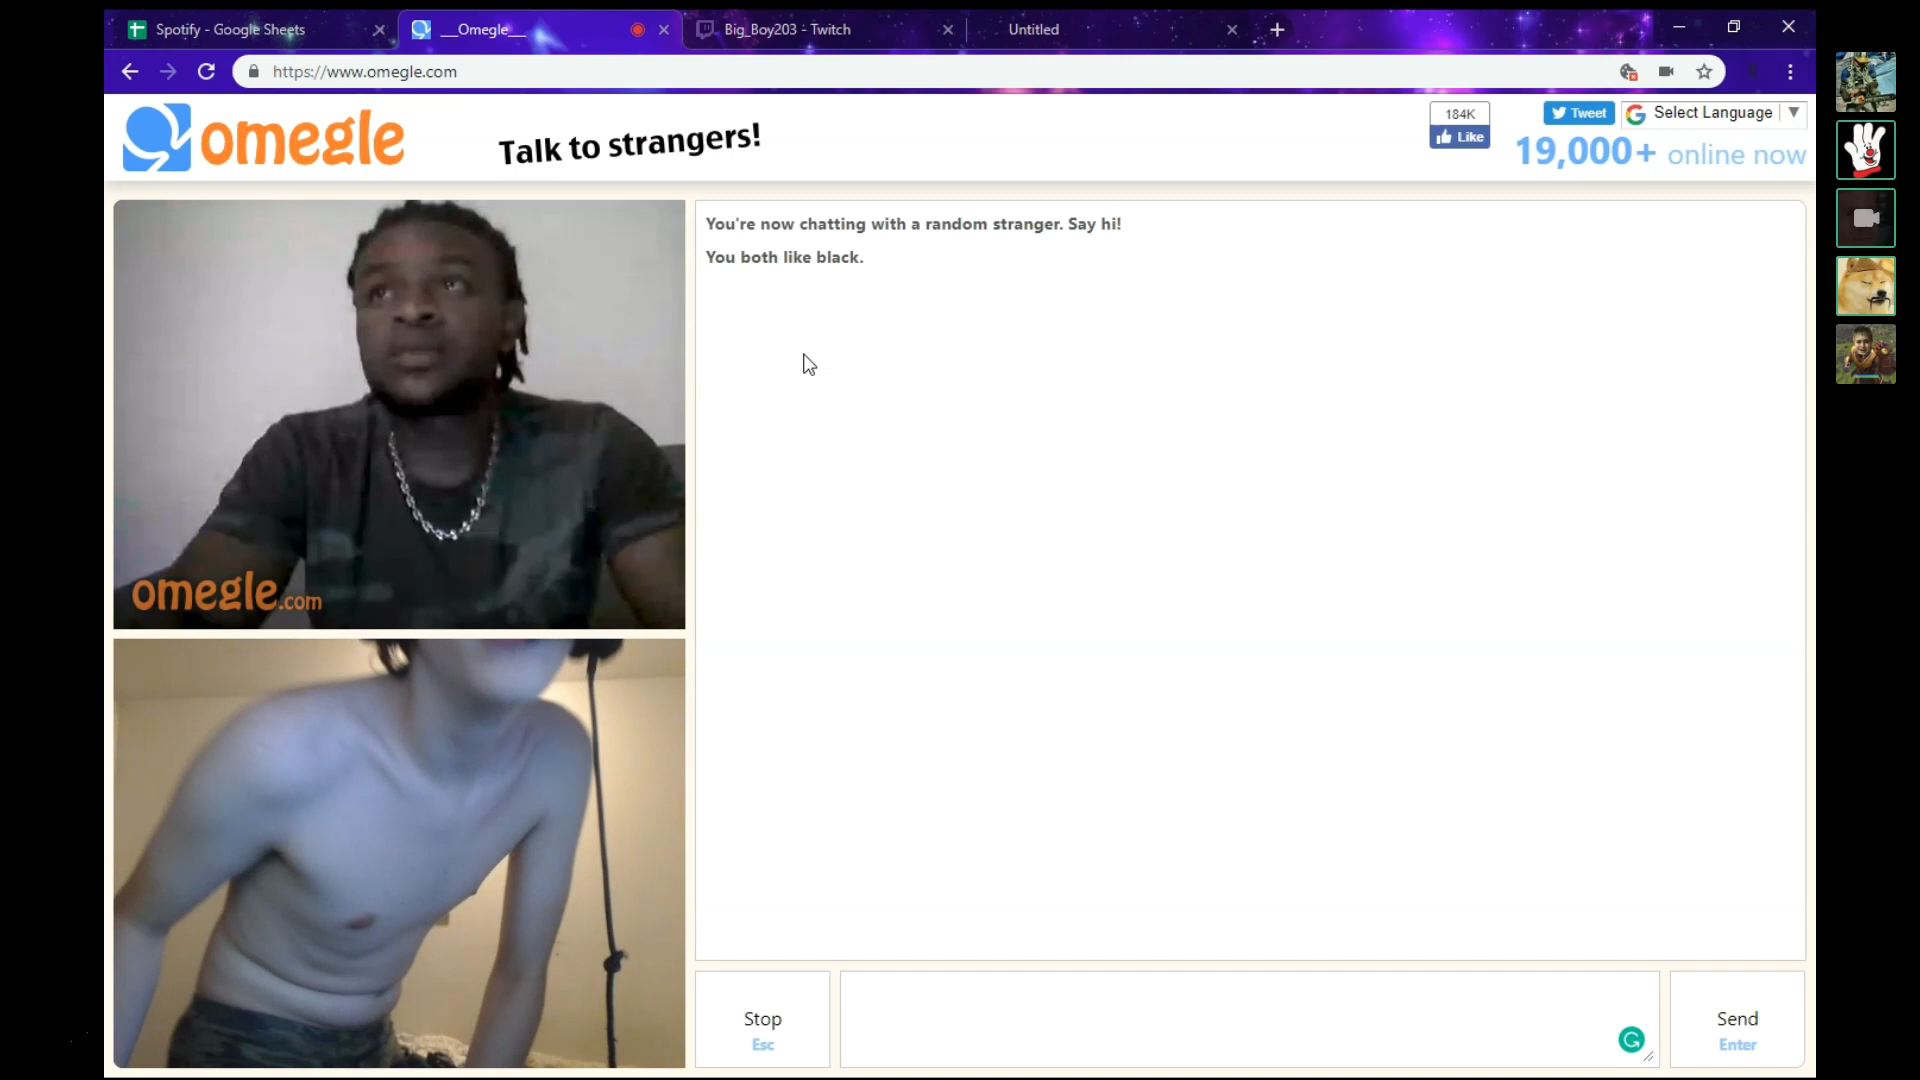 Spotify - Google Sheets
__Omegle__
Big_Boy203 - Twitch
Untitled
https://www.omegle.com
omegle
Talk to strangers!
184K
Like
Tweet
Select Language
19,000+ online now
omegle.com
You're now chatting with a random stranger. Say hi!
You both like black.
Stop
Esc
Send
Enter